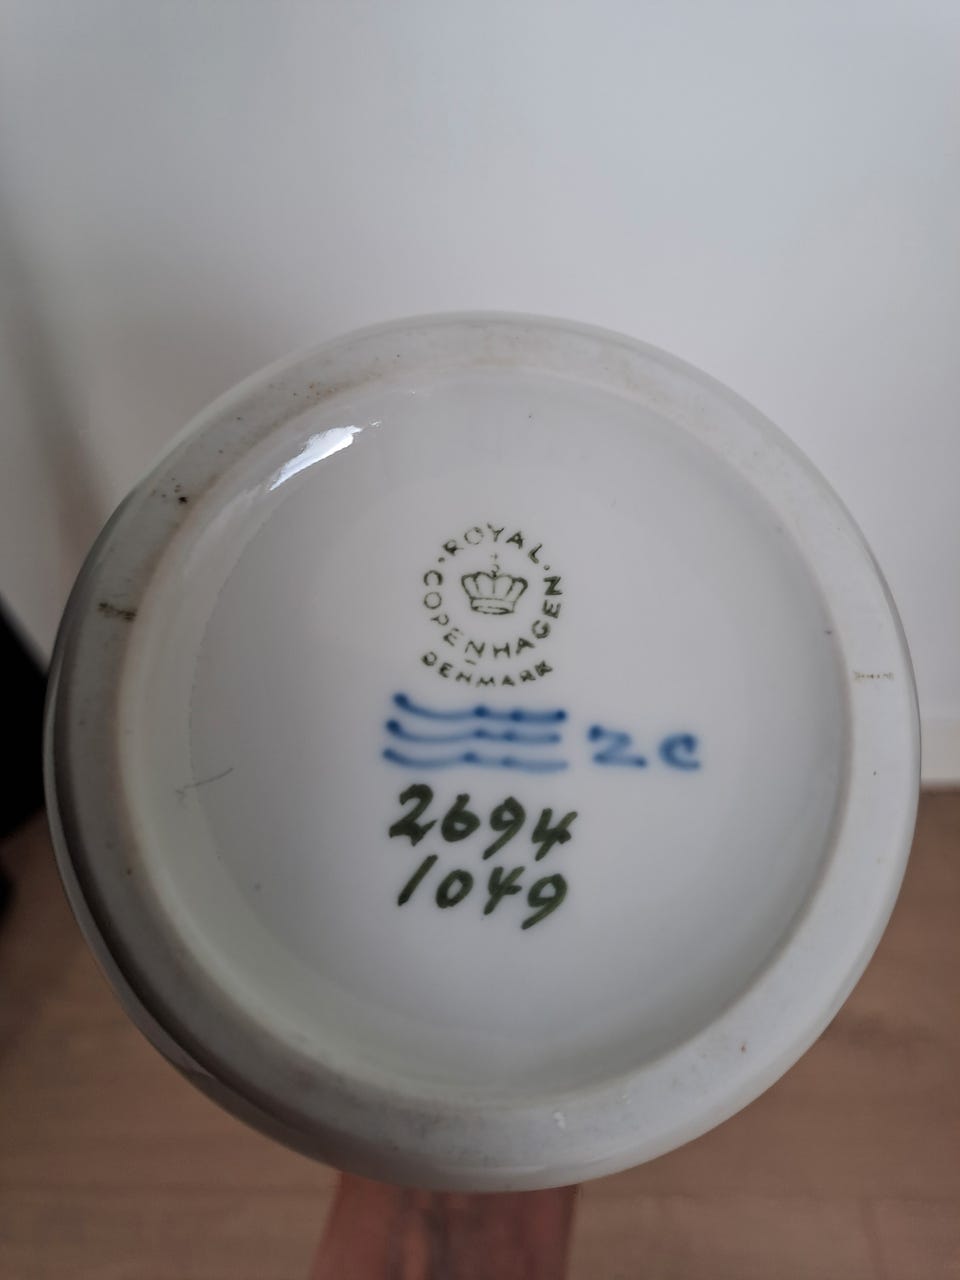 ROYAL
COPENHAGEN
DENMARK
ZC
2694
1049